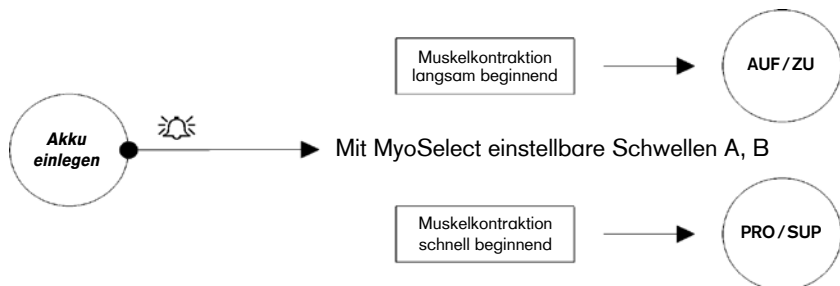 Muskelkontraktion
langsam beginnend
AUF / ZU
Akku
einlegen
Mit MyoSelect einstellbare Schwellen A, B
Muskelkontraktion
schnell beginnend
PRO / SUP